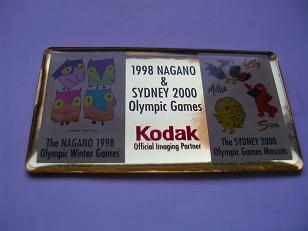 1998 NAGANO
&
SYDNEY 2000
Olympic Games
Kodak
Official Imaging Partner
The NAGANO 1998
Olympic Winter Games
Olly
Millie
Syd
The SYDNEY 2000
Olympic Games Mascots